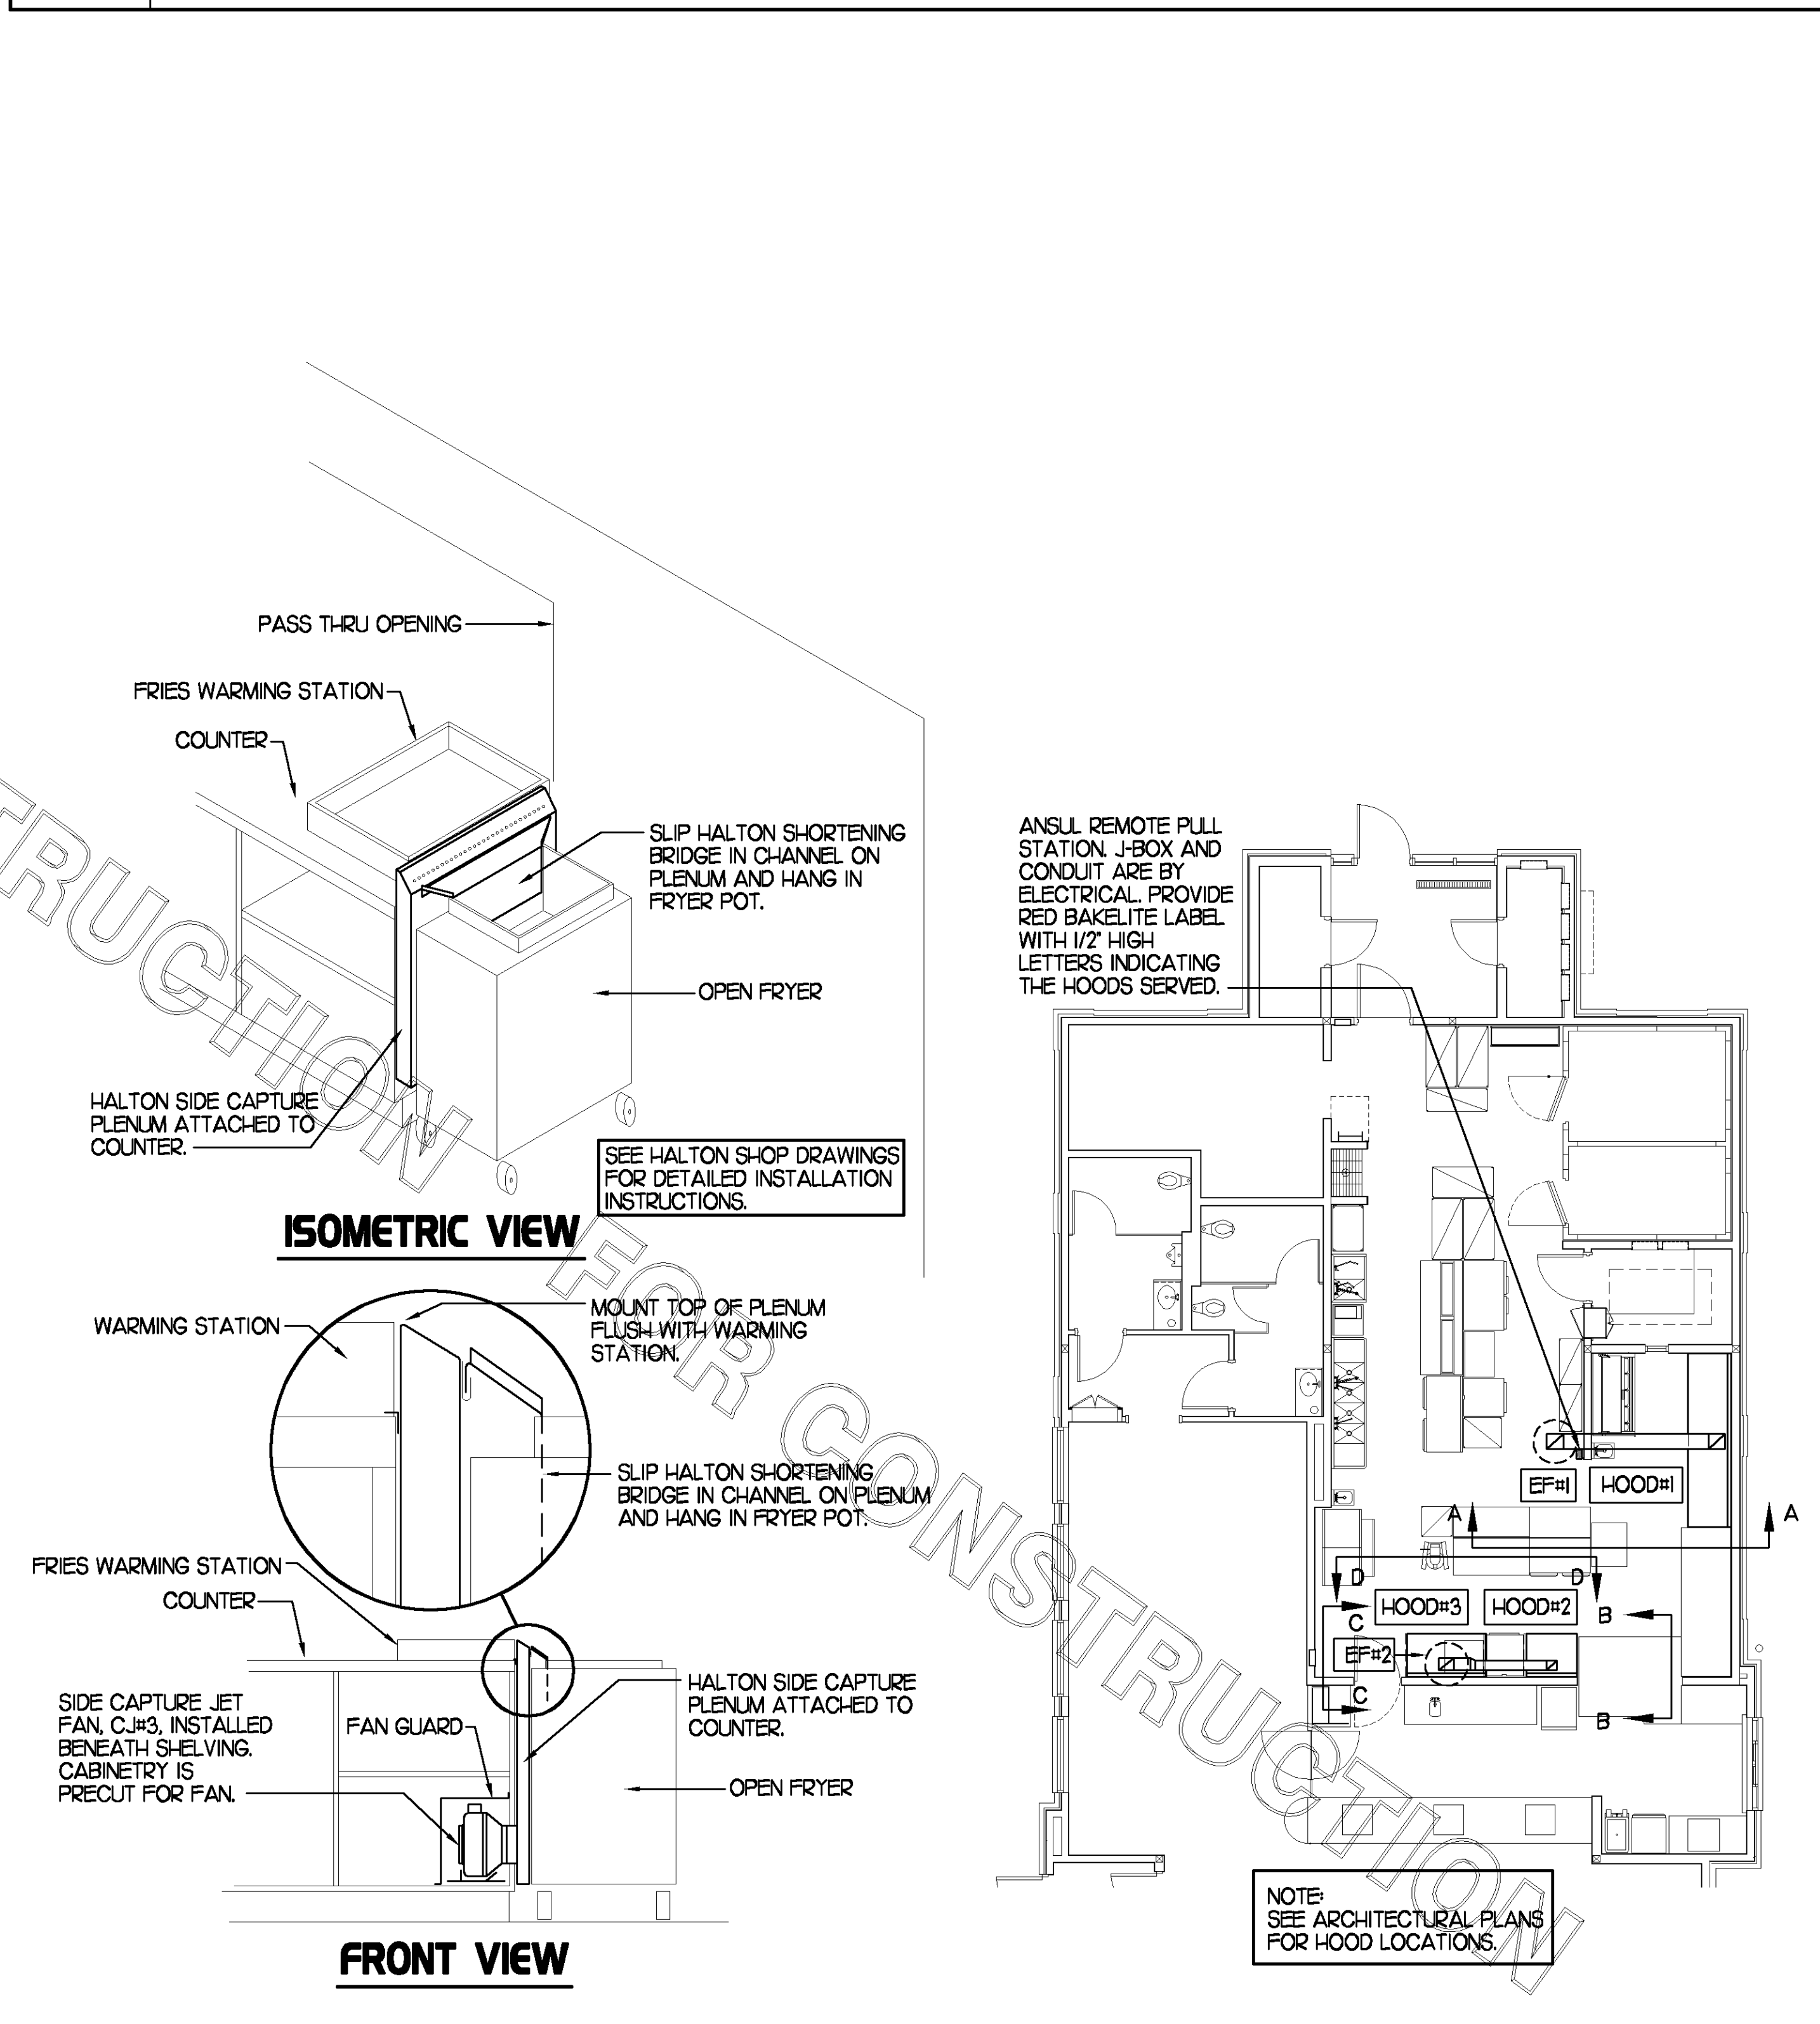 PASS THRU OPENING
FRIES WARMING STATION
COUNTER
SLIP HALTON SHORTENING
BRIDGE IN CHANNEL ON
PLENUM AND HANG IN
FRYER POT.
OPEN FRYER
HALTON SIDE CAPTURE
PLENUM ATTACHED TO
COUNTER.
SEE HALTON SHOP DRAWINGS
FOR DETAILED INSTALLATION
INSTRUCTIONS.
ISOMETRIC VIEW
WARMING STATION
MOUNT TOP OF PLENUM
FLUSH WITH WARMING
STATION.
SLIP HALTON SHORTENING
BRIDGE IN CHANNEL ON PLENUM
AND HANG IN FRYER POT.
FRIES WARMING STATION
COUNTER
SIDE CAPTURE JET
FAN, CJ#3, INSTALLED
BENEATH SHELVING.
CABINETRY IS
PRECUT FOR FAN.
FAN GUARD
HALTON SIDE CAPTURE
PLENUM ATTACHED TO
COUNTER.
OPEN FRYER
FRONT VIEW
ANSUL REMOTE PULL
STATION. J-BOX AND
CONDUIT ARE BY
ELECTRICAL. PROVIDE
RED BAKELITE LABEL
WITH 1/2" HIGH
LETTERS INDICATING
THE HOODS SERVED.
EF#1
HOOD#1
A
A
D
D
HOOD#3
HOOD#2
B
C
EF#2
C
B
NOTE:
SEE ARCHITECTURAL PLANS
FOR HOOD LOCATIONS.
TRUCTION
FOR CONSTRUCTION